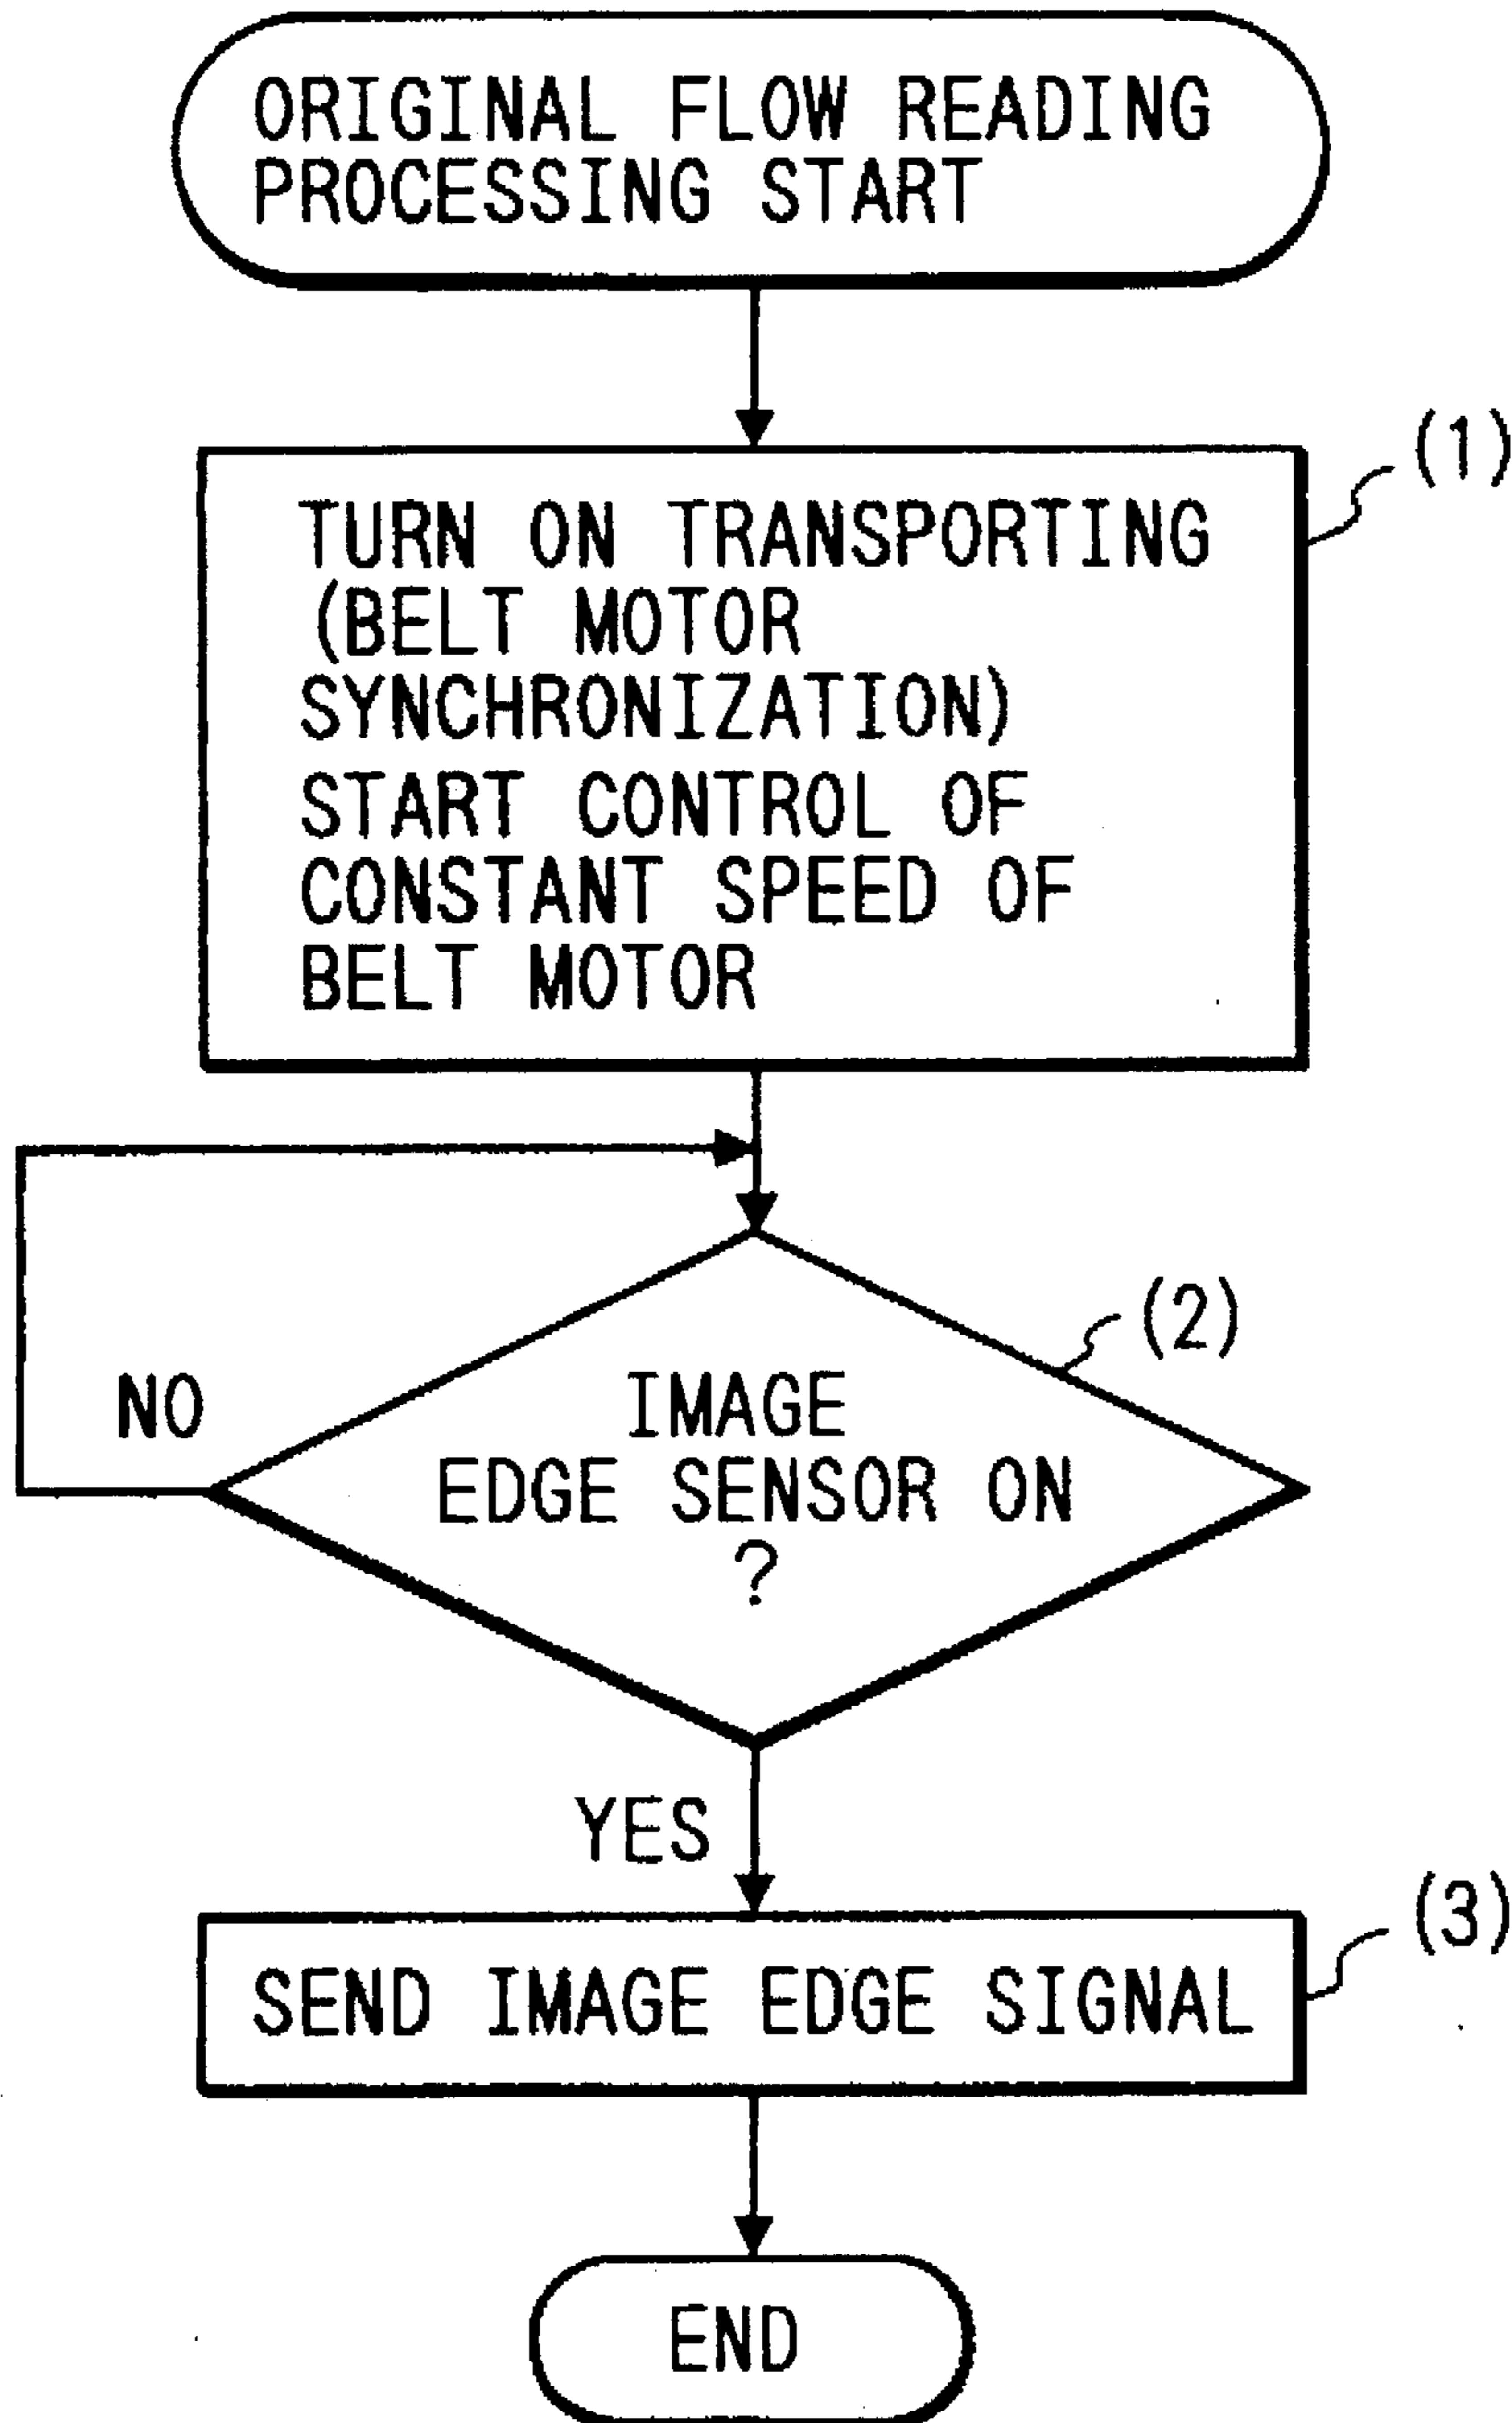 ORIGINAL FLOW READING
PROCESSING START
(1)
TURN ON TRANSPORTING
(BELT MOTOR
SYNCHRONIZATION)
START CONTROL OF
CONSTANT SPEED OF
BELT MOTOR
(2)
NO
IMAGE
EDGE SENSOR ON
?
YES
(3)
SEND IMAGE EDGE SIGNAL
END